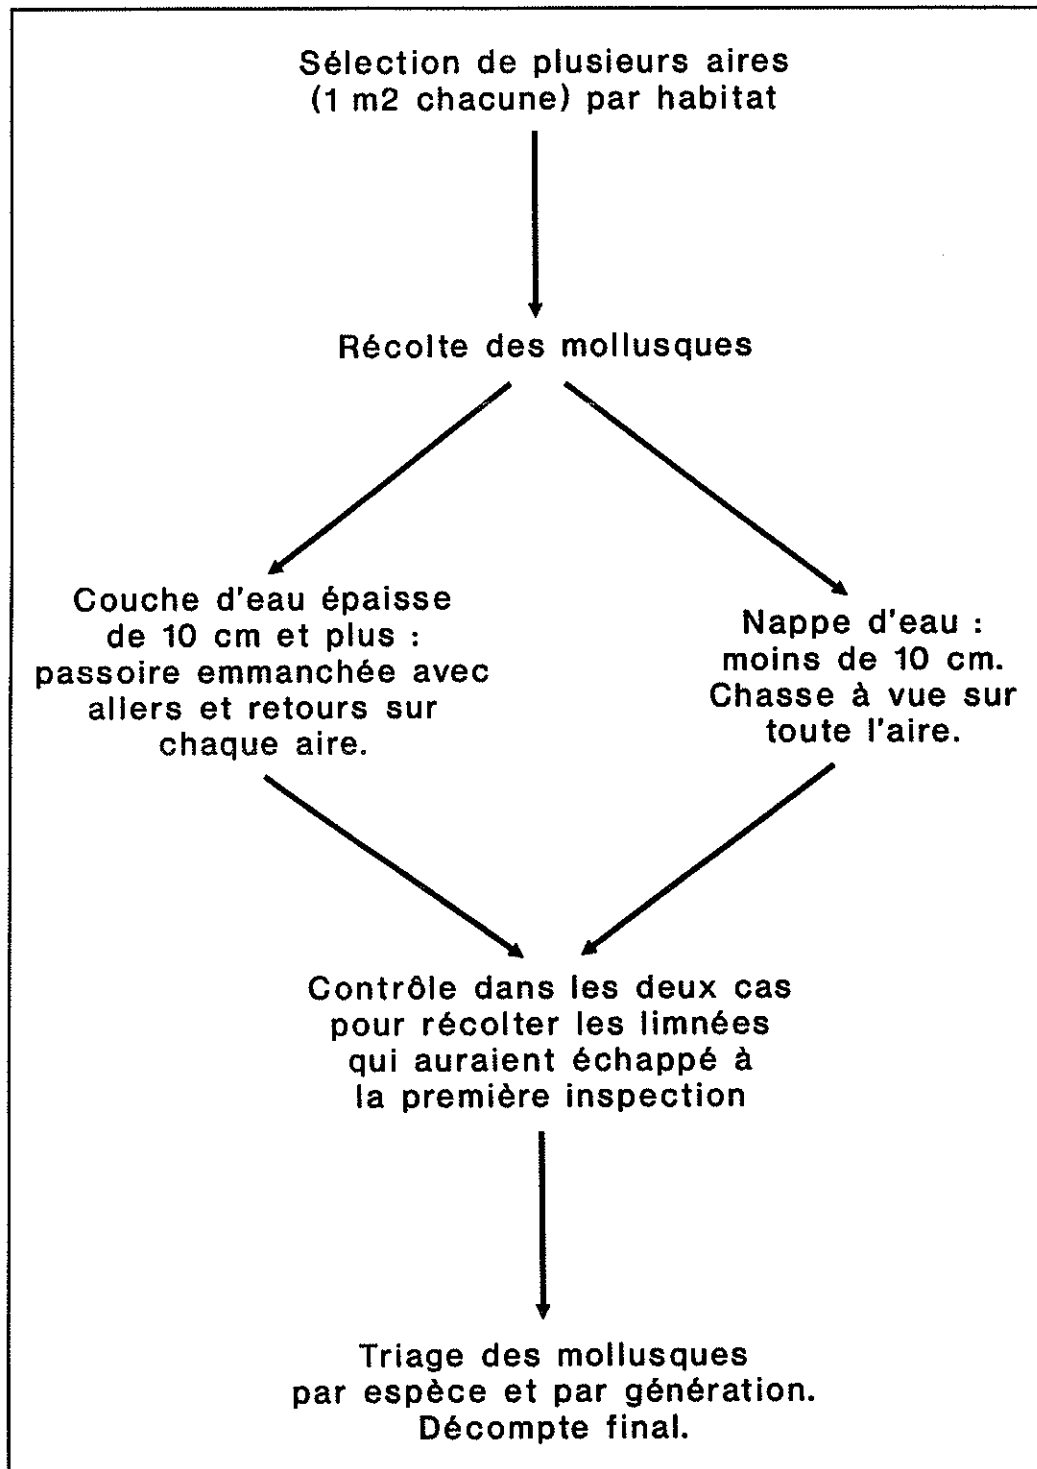 Sélection de plusieurs aires
(1 m2 chacune) par habitat
Récolte des mollusques
Couche d'eau épaisse
de 10 cm et plus :
passoire emmanchée avec
allers et retours sur
chaque aire.
Nappe d'eau :
moins de 10 cm.
Chasse à vue sur
toute l'aire.
Contrôle dans les deux cas
pour récolter les limnées
qui auraient échappé à
la première inspection
Triage des mollusques
par espèce et par génération.
Décompte final.